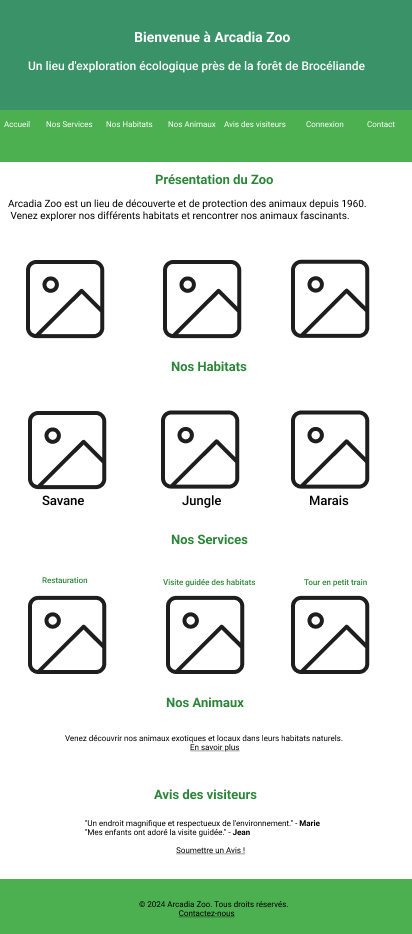 Bienvenue à Arcadia Zoo
Un lieu d'exploration écologique près de la forêt de Brocéliande
Accueil Nos Services Nos Habitats Nos Animaux Avis des visiteurs Connexion Contact
Présentation du Zoo
Arcadia Zoo est un lieu de découverte et de protection des animaux depuis 1960.
Venez explorer nos différents habitats et rencontrer nos animaux fascinants.
Nos Habitats
Savane Jungle Marais
Nos Services
Restauration Visite guidée des habitats Tour en petit train
Nos Animaux
Venez découvrir nos animaux exotiques et locaux dans leurs habitats naturels.
En savoir plus
Avis des visiteurs
"Un endroit magnifique et respectueux de l'environnement." - Marie
"Mes enfants ont adoré la visite guidée." - Jean
Soumettre un Avis !
© 2024 Arcadia Zoo. Tous droits réservés.
Contactez-nous